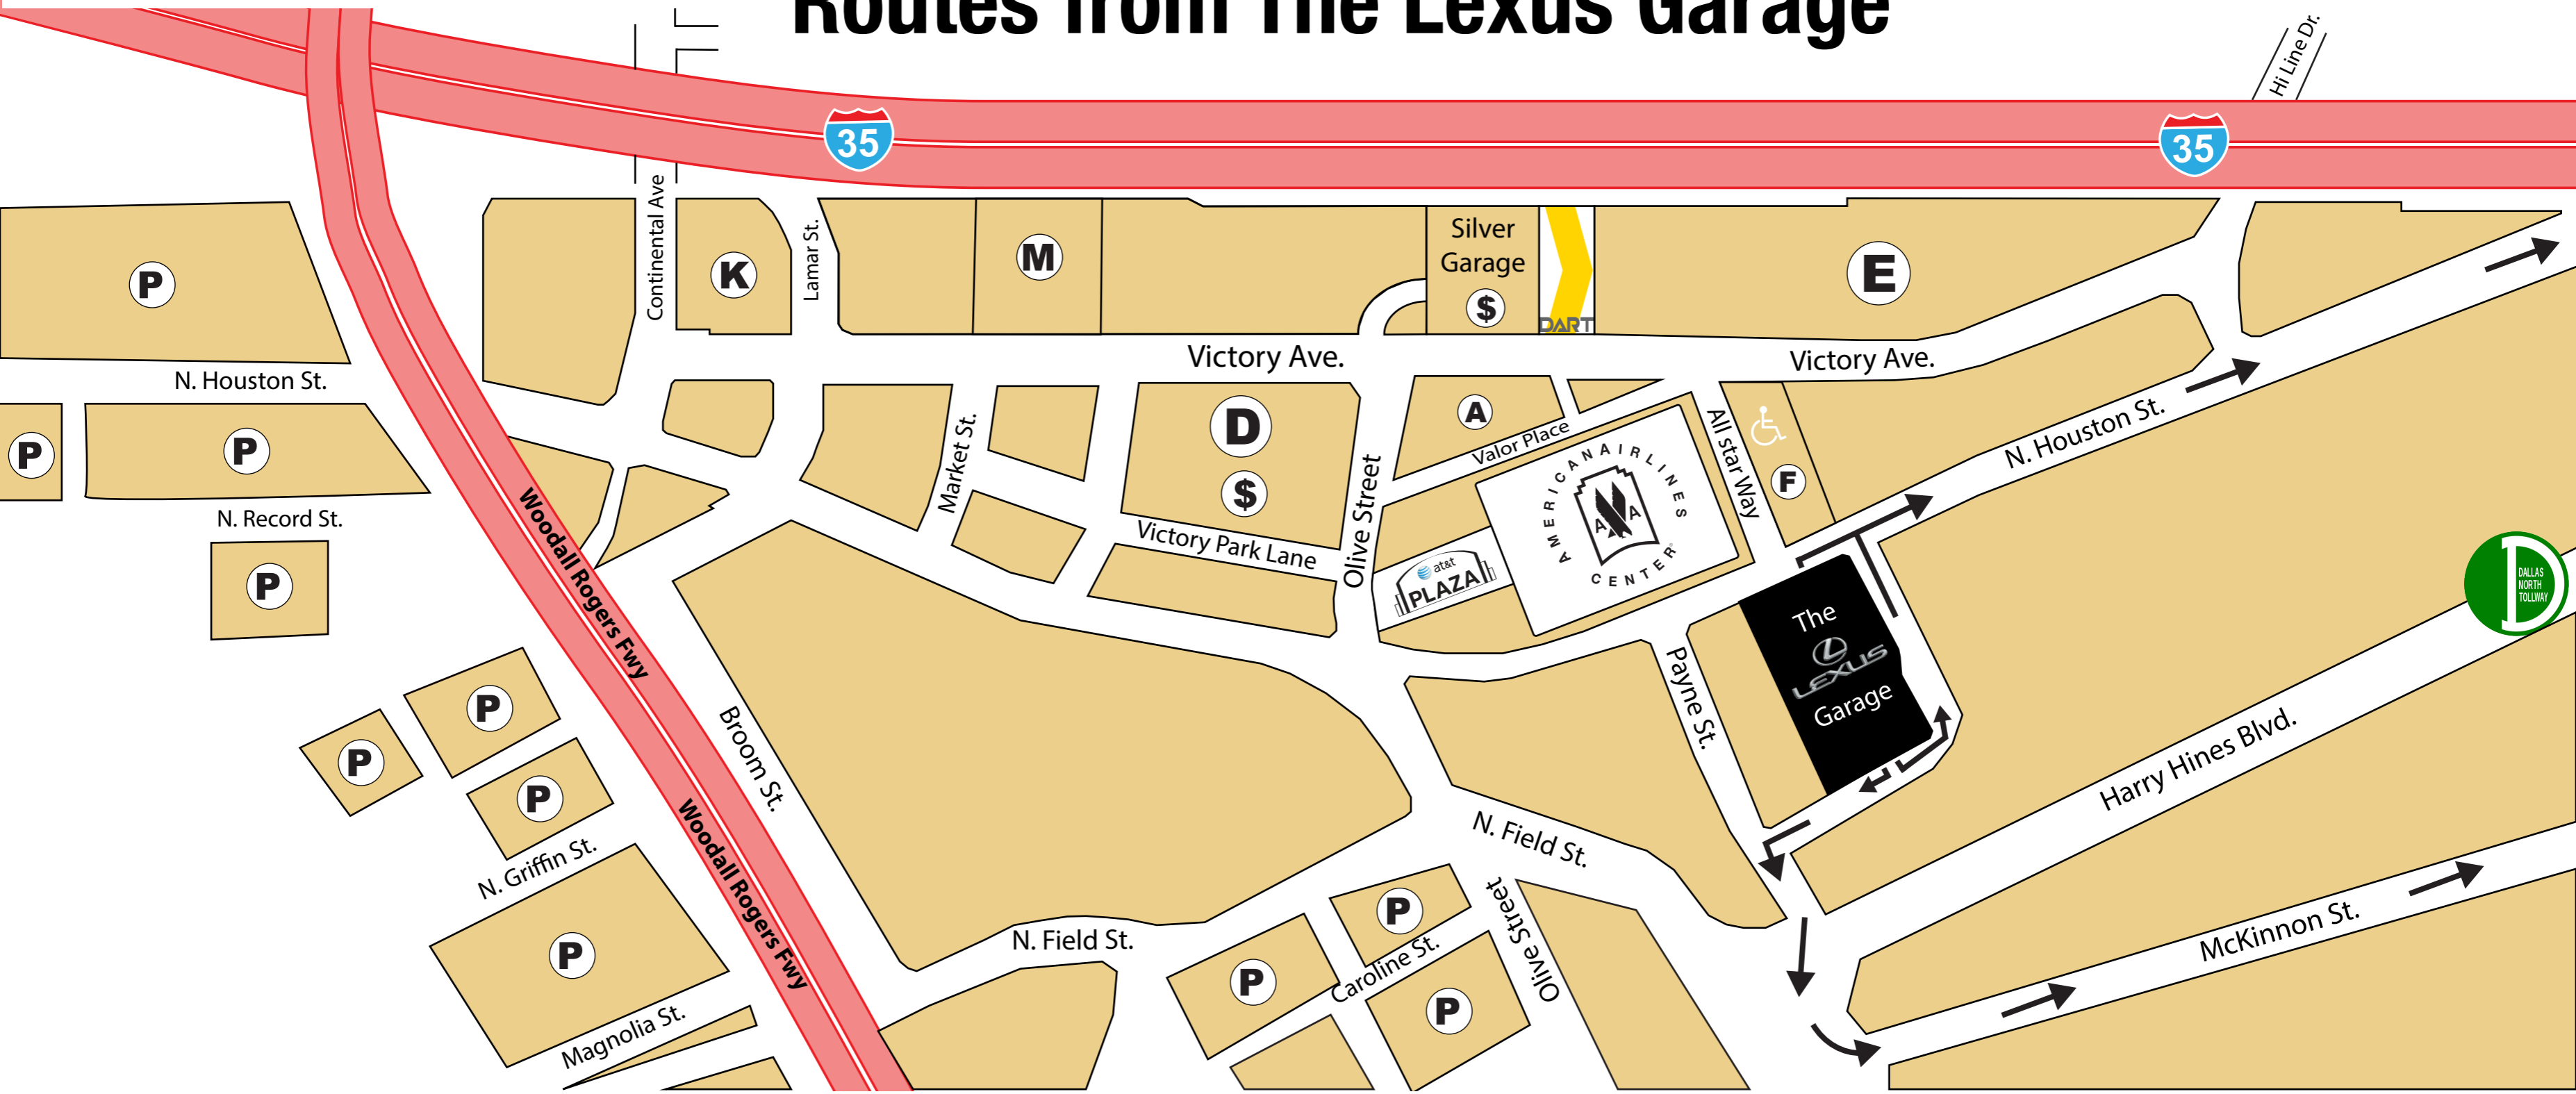 Routes from The Lexus Garage
Hi Line Dr.
35
35
Continental Ave
Lamar St.
K
M
Silver
Garage
$
DART
E
P
N. Houston St.
Victory Ave.
Victory Ave.
P
P
N. Record St.
P
Market St.
D
$
Victory Park Lane
Olive Street
A
Valor Place
AMERICANAIRLINES
CENTER
A A
at&t
PLAZA
All star Way
F
N. Houston St.
DALLAS
NORTH
TOLLWAY
The
LEXUS
Garage
Payne St.
Woodall Rogers Fwy
Woodall Rogers Fwy
Broom St.
P
P
P
N. Griffin St.
P
Magnolia St.
N. Field St.
N. Field St.
P
P
Caroline St.
P
Olive Street
Harry Hines Blvd.
McKinnon St.